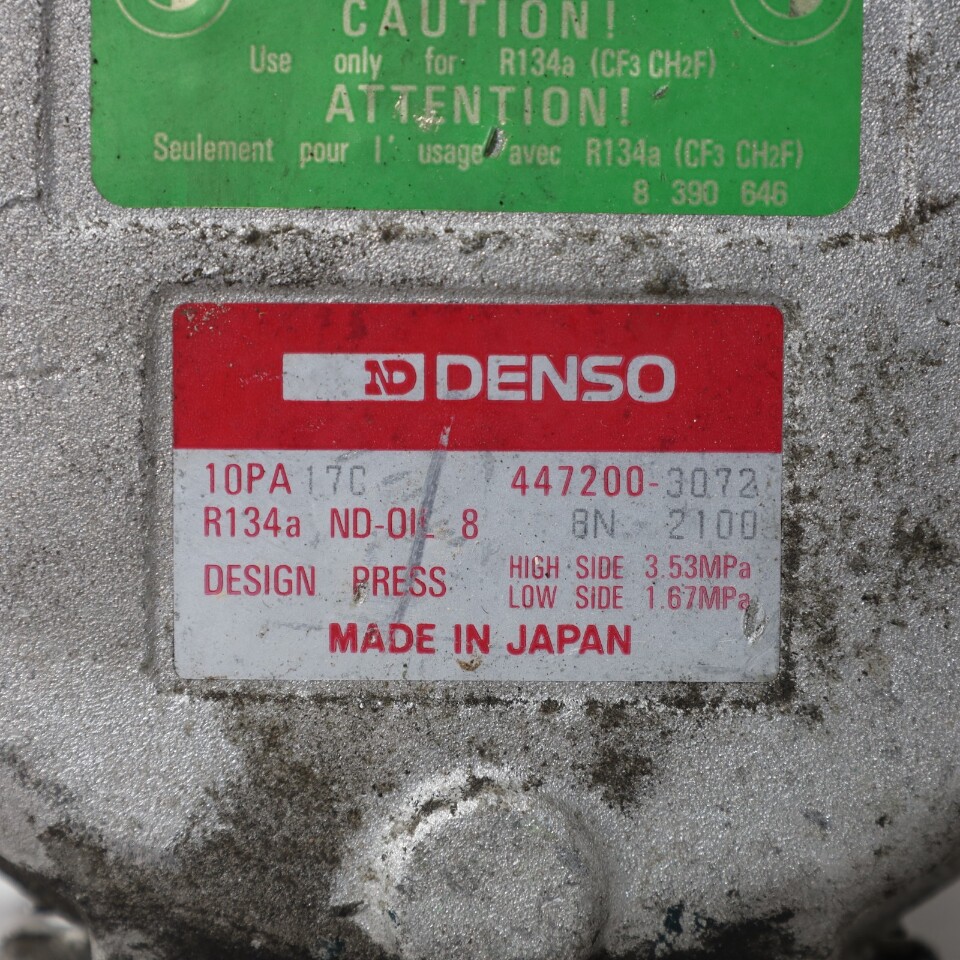 CAUTION!
Use only for R134a (CF3 CH2F)
ATTENTION!
Seulement pour l' usage avec R134a (CF3 CH2F)
8 390 646
ND DENSO
10PA17C 447200-3072
R134a ND-OIL 8 8N 2100
DESIGN PRESS HIGH SIDE 3.53MPa
LOW SIDE 1.67MPa
MADE IN JAPAN